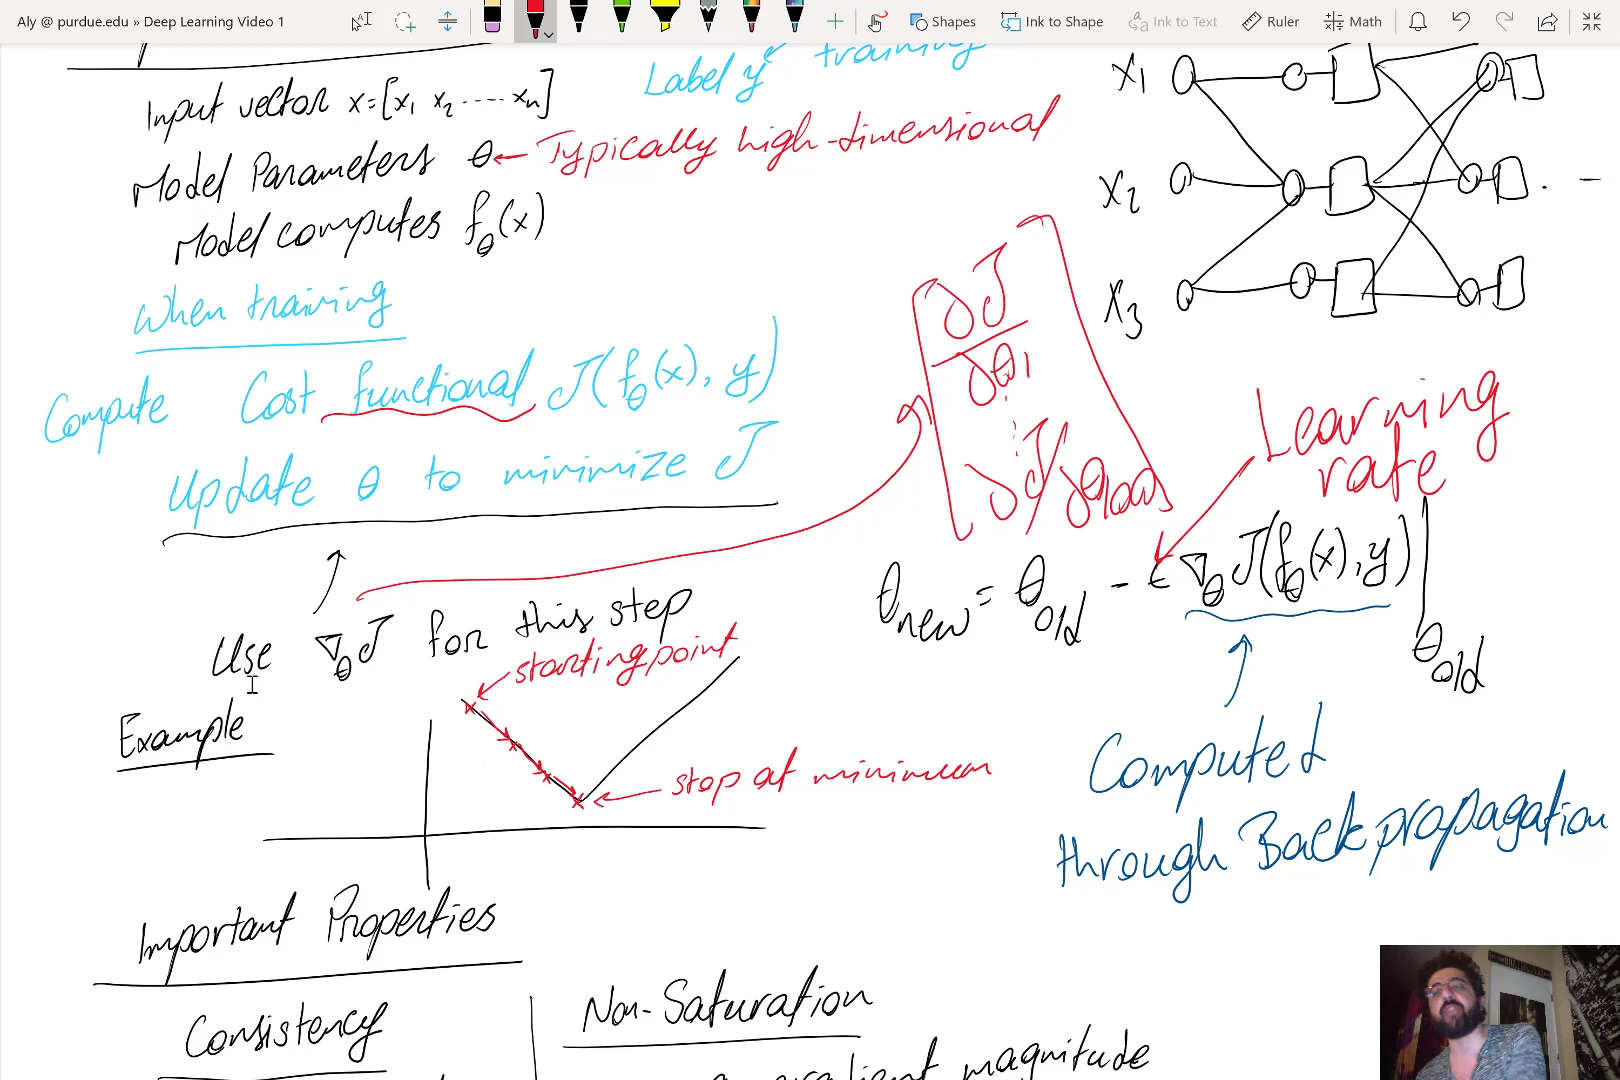 Aly @ purdue.edu » Deep Learning Video 1
Shapes
Ink to Shape
Ink to Text
Ruler
Math
Label y training
Input vector x=[x1 x2 ---- xn]
Model Parameters θ ← Typically high-dimensional
Model computes fθ(x)
When training
Compute Cost functional J(fθ(x), y)
Update θ to minimize J
Use ∇θJ for this step
Example
starting point
stop at minimum
x1
x2
x3
∂J
∂θ1
Learning
rate
θnew = θold - ϵ ∇θ J(fθ(x), y) | θold
Computed
through Backpropagation
Important Properties
Consistency
Non-Saturation
gradient magnitude